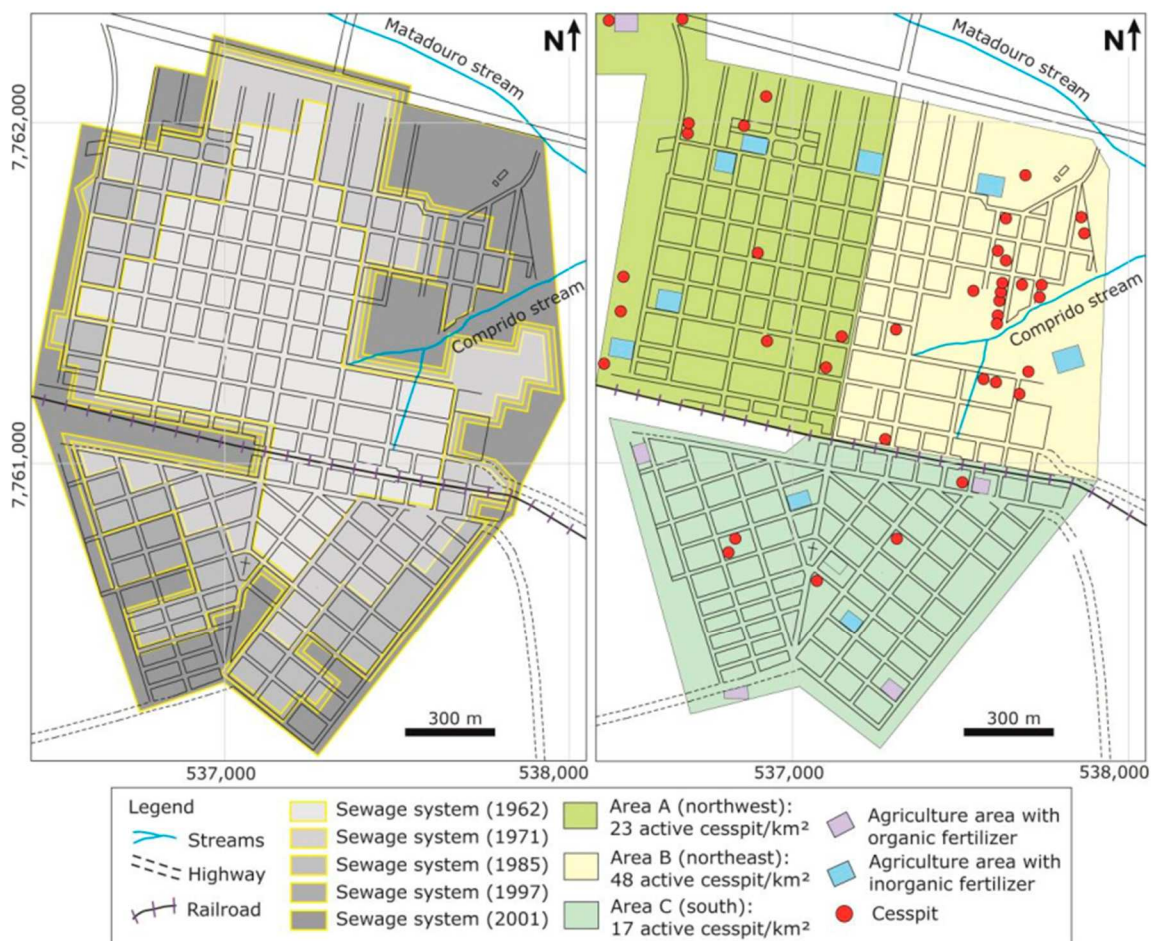 N
Matadouro stream
Comprido stream
300 m
N
Matadouro stream
Comprido stream
300 m
7,762,000
7,761,000
537,000
538,000
537,000
538,000
Legend
Streams
Highway
Railroad
Sewage system (1962)
Sewage system (1971)
Sewage system (1985)
Sewage system (1997)
Sewage system (2001)
Area A (northwest):
23 active cesspit/km²
Area B (northeast):
48 active cesspit/km²
Area C (south):
17 active cesspit/km²
Agriculture area with
organic fertilizer
Agriculture area with
inorganic fertilizer
Cesspit